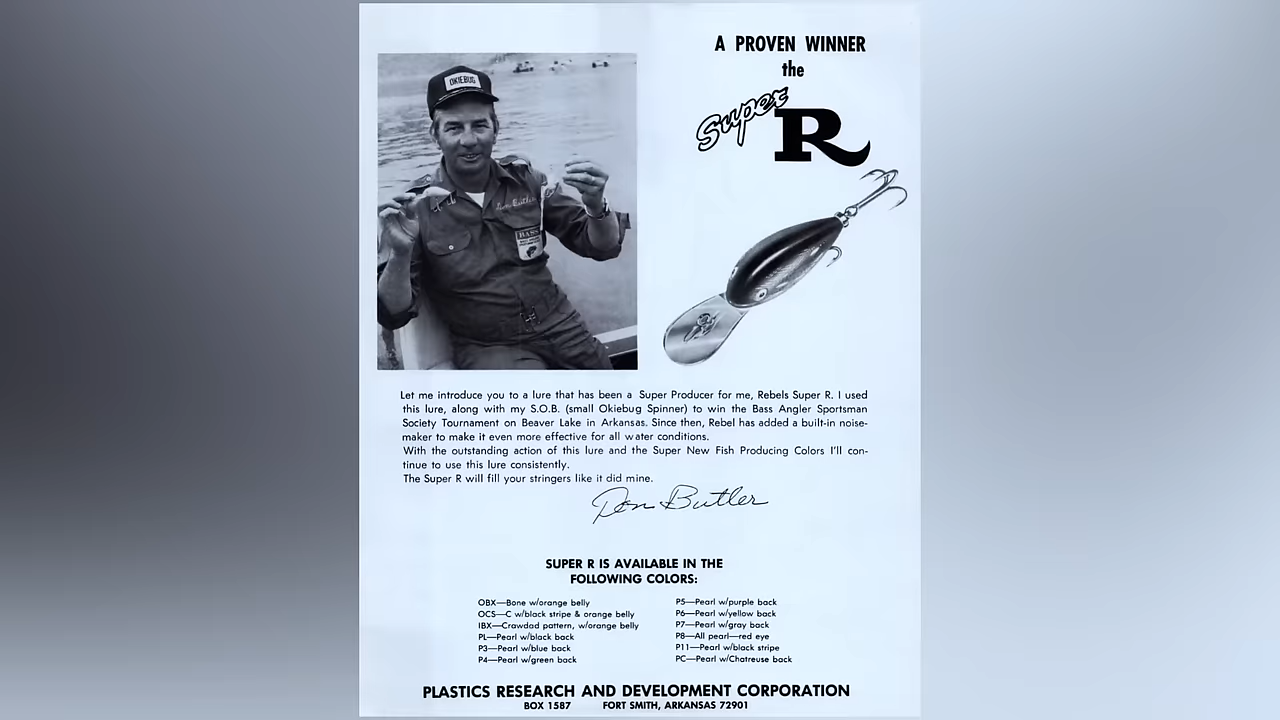 A PROVEN WINNER
the
Super
R
OKIEBUG
Don Butler
BASS
Let me introduce you to a lure that has been a Super Producer for me, Rebels Super R. I used
this lure, along with my S.O.B. (small Okiebug Spinner) to win the Bass Angler Sportsman
Society Tournament on Beaver Lake in Arkansas. Since then, Rebel has added a built-in noise-
maker to make it even more effective for all water conditions.
With the outstanding action of this lure and the Super New Fish Producing Colors I'll con-
tinue to use this lure consistently.
The Super R will fill your stringers like it did mine.
Don Butler
SUPER R IS AVAILABLE IN THE
FOLLOWING COLORS:
OBX—Bone w/orange belly
OCS—C w/black stripe & orange belly
IBX—Crawdad pattern, w/orange belly
PL—Pearl w/black back
P3—Pearl w/blue back
P4—Pearl w/green back
P5—Pearl w/purple back
P6—Pearl w/yellow back
P7—Pearl w/gray back
P8—All pearl—red eye
P11—Pearl w/black stripe
PC—Pearl w/Chatreuse back
PLASTICS RESEARCH AND DEVELOPMENT CORPORATION
BOX 1587 FORT SMITH, ARKANSAS 72901